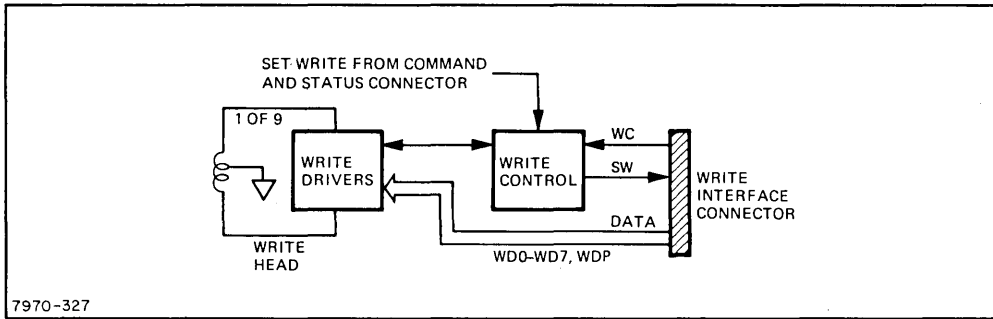 SET WRITE FROM COMMAND
AND STATUS CONNECTOR
1 OF 9
WRITE
DRIVERS
WRITE
CONTROL
WC
SW
WRITE
INTERFACE
CONNECTOR
DATA
WD0-WD7, WDP
WRITE
HEAD
7970-327